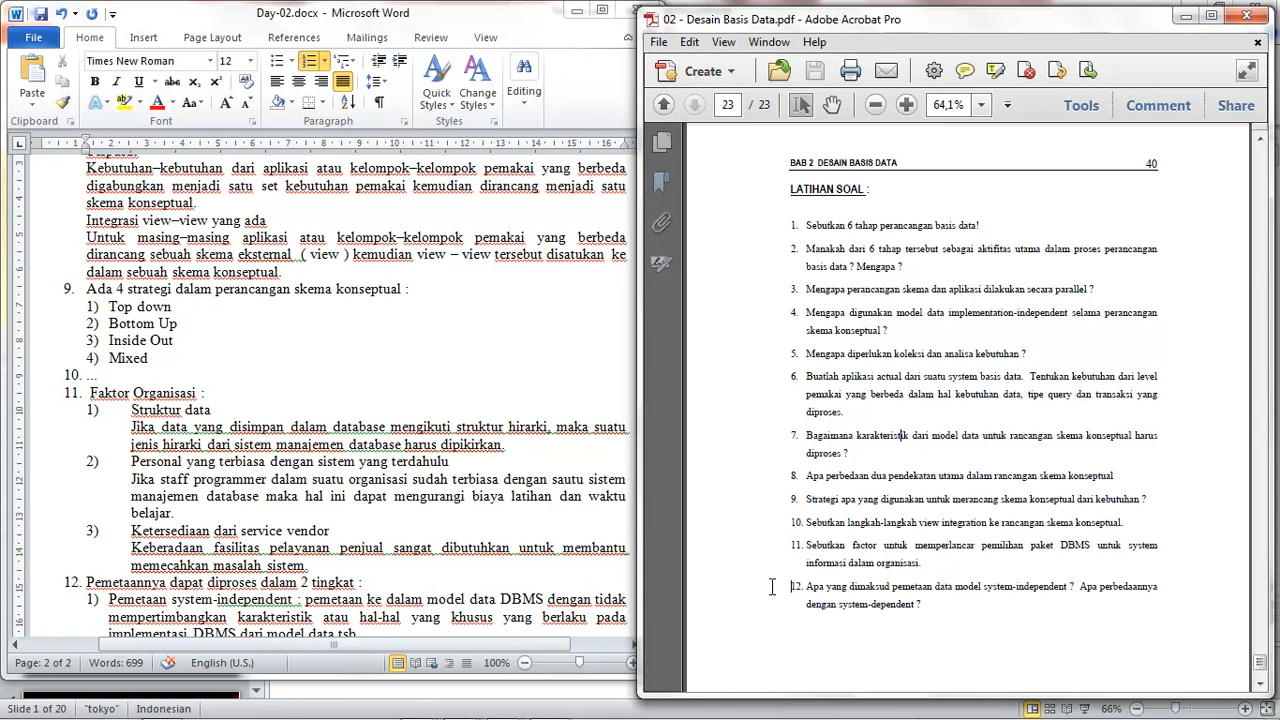 Day-02.docx - Microsoft Word
File Home Insert Page Layout References Mailings Review View
Times New Roman 12
Paste
Quick Styles
Change Styles
Editing
Clipboard Font Paragraph Styles
Kebutuhan–kebutuhan dari aplikasi atau kelompok–kelompok pemakai yang berbeda
digabungkan menjadi satu set kebutuhan pemakai kemudian dirancang menjadi satu
skema konseptual.
Integrasi view–view yang ada
Untuk masing–masing aplikasi atau kelompok–kelompok pemakai yang berbeda
dirancang sebuah skema eksternal ( view ) kemudian view – view tersebut disatukan ke
dalam sebuah skema konseptual.
9. Ada 4 strategi dalam perancangan skema konseptual :
1) Top down
2) Bottom Up
3) Inside Out
4) Mixed
10. ...
11. Faktor Organisasi :
1) Struktur data
Jika data yang disimpan dalam database mengikuti struktur hirarki, maka suatu
jenis hirarki dari sistem manajemen database harus dipikirkan.
2) Personal yang terbiasa dengan sistem yang terdahulu
Jika staff programmer dalam suatu organisasi sudah terbiasa dengan sautu sistem
manajemen database maka hal ini dapat mengurangi biaya latihan dan waktu
belajar.
3) Ketersediaan dari service vendor
Keberadaan fasilitas pelayanan penjual sangat dibutuhkan untuk membantu
memecahkan masalah sistem.
12. Pemetaannya dapat diproses dalam 2 tingkat :
1) Pemetaan system-independent : pemetaan ke dalam model data DBMS dengan tidak
mempertimbangkan karakteristik atau hal-hal yang khusus yang berlaku pada
implementasi DBMS dari model data tsb.
Page: 2 of 2 Words: 699 English (U.S.) 100%
Slide 1 of 20 "tokyo" Indonesian 66%
02 - Desain Basis Data.pdf - Adobe Acrobat Pro
File Edit View Window Help
Create
23 / 23 64,1% Tools Comment Share
BAB 2 DESAIN BASIS DATA 40
LATIHAN SOAL :
1. Sebutkan 6 tahap perancangan basis data!
2. Manakah dari 6 tahap tersebut sebagai aktifitas utama dalam proses perancangan
basis data ? Mengapa ?
3. Mengapa perancangan skema dan aplikasi dilakukan secara parallel ?
4. Mengapa digunakan model data implementation-independent selama perancangan
skema konseptual ?
5. Mengapa diperlukan koleksi dan analisa kebutuhan ?
6. Buatlah aplikasi actual dari suatu system basis data. Tentukan kebutuhan dari level
pemakai yang berbeda dalam hal kebutuhan data, tipe query dan transaksi yang
diproses.
7. Bagaimana karakteristik dari model data untuk rancangan skema konseptual harus
diproses ?
8. Apa perbedaan dua pendekatan utama dalam rancangan skema konseptual
9. Strategi apa yang digunakan untuk merancang skema konseptual dari kebutuhan ?
10. Sebutkan langkah-langkah view integration ke rancangan skema konseptual.
11. Sebutkan factor untuk memperlancar pemilihan paket DBMS untuk system
informasi dalam organisasi.
12. Apa yang dimaksud pemetaan data model system-independent ? Apa perbedaannya
dengan system-dependent ?